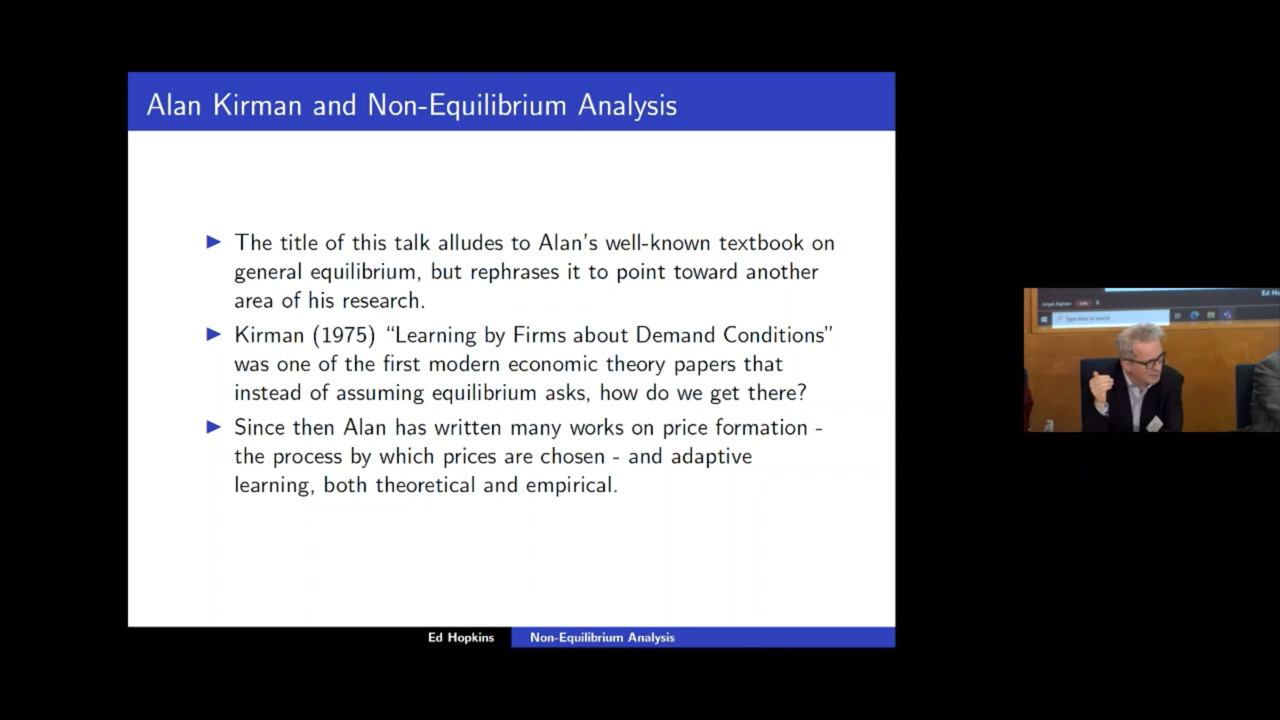 Alan Kirman and Non-Equilibrium Analysis
The title of this talk alludes to Alan's well-known textbook on
general equilibrium, but rephrases it to point toward another
area of his research.
Kirman (1975) “Learning by Firms about Demand Conditions”
was one of the first modern economic theory papers that
instead of assuming equilibrium asks, how do we get there?
Since then Alan has written many works on price formation -
the process by which prices are chosen - and adaptive
learning, both theoretical and empirical.
Ed Hopkins
Non-Equilibrium Analysis
Type here to search